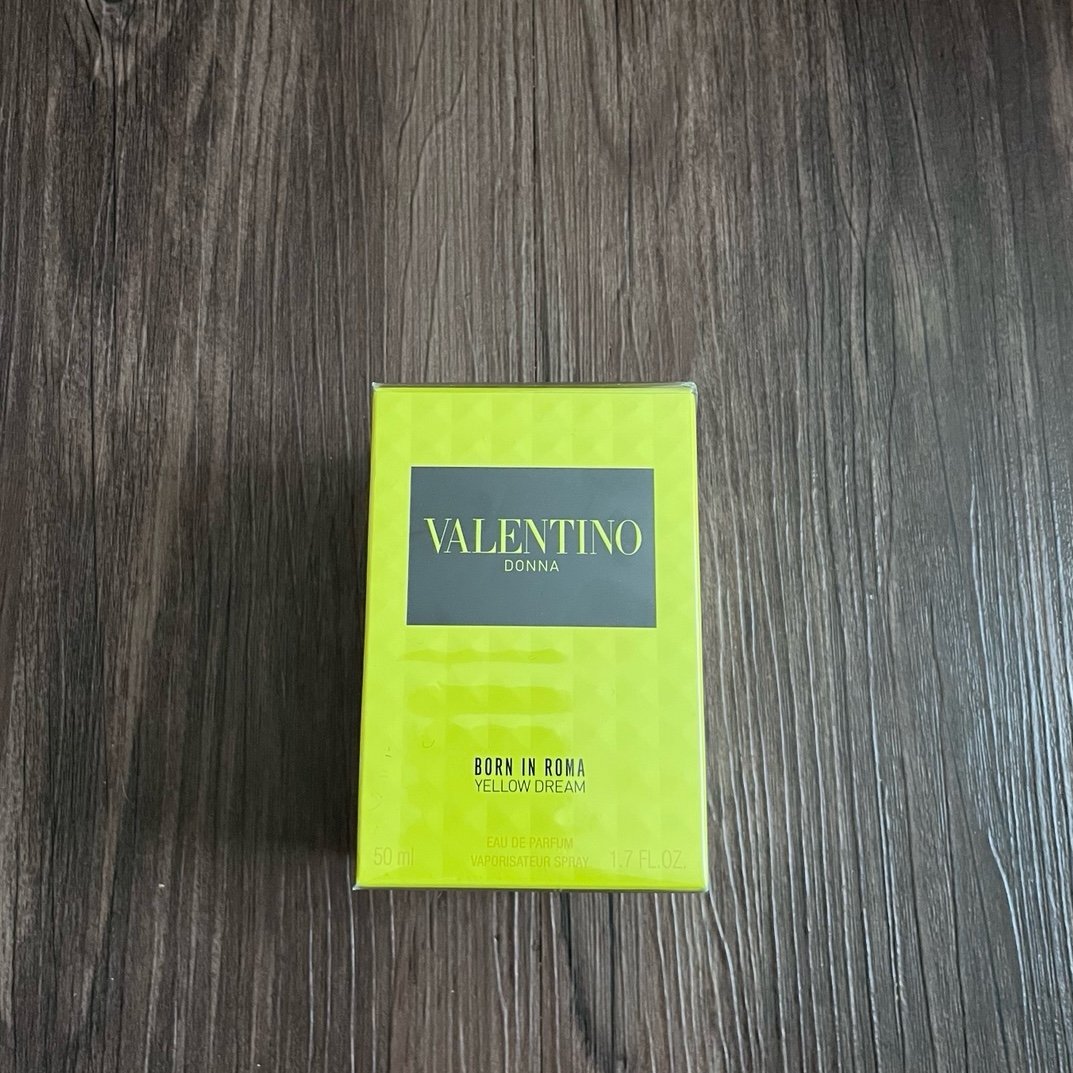 VALENTINO
DONNA
BORN IN ROMA
YELLOW DREAM
EAU DE PARFUM
50 ml VAPORISATEUR SPRAY 1.7 FL.OZ.